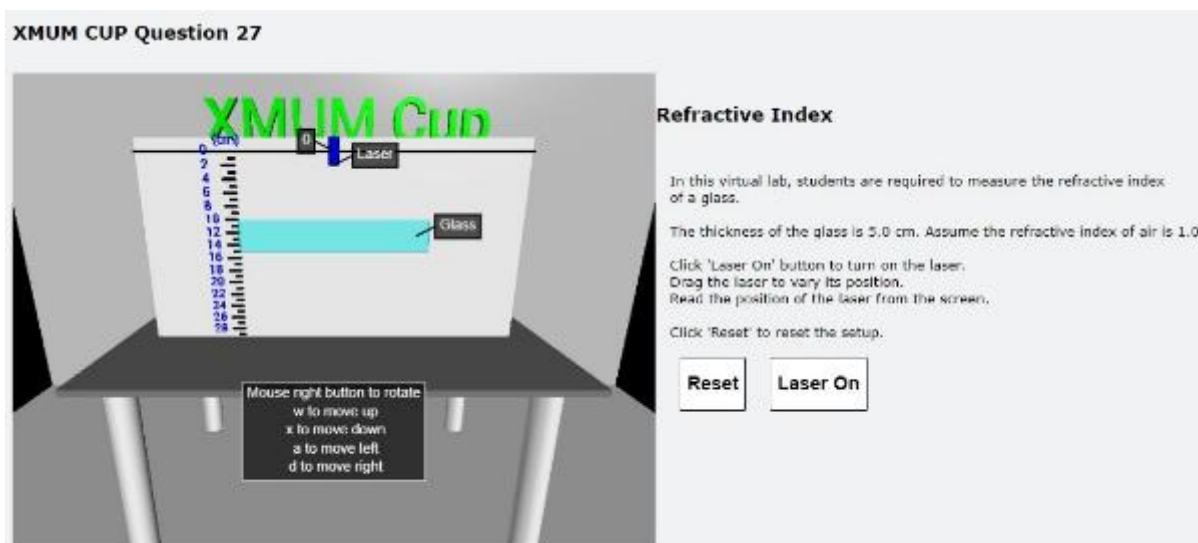 XMUM CUP Question 27
XMUM Cup
(cm)
0
Laser
0
2
4
6
8
10
12
14
16
18
20
22
24
26
28
Glass
Mouse right button to rotate
w to move up
x to move down
a to move left
d to move right
Refractive Index
In this virtual lab, students are required to measure the refractive index
of a glass.
The thickness of the glass is 5.0 cm. Assume the refractive index of air is 1.0
Click 'Laser On' button to turn on the laser.
Drag the laser to vary its position.
Read the position of the laser from the screen.
Click 'Reset' to reset the setup.
Reset
Laser On